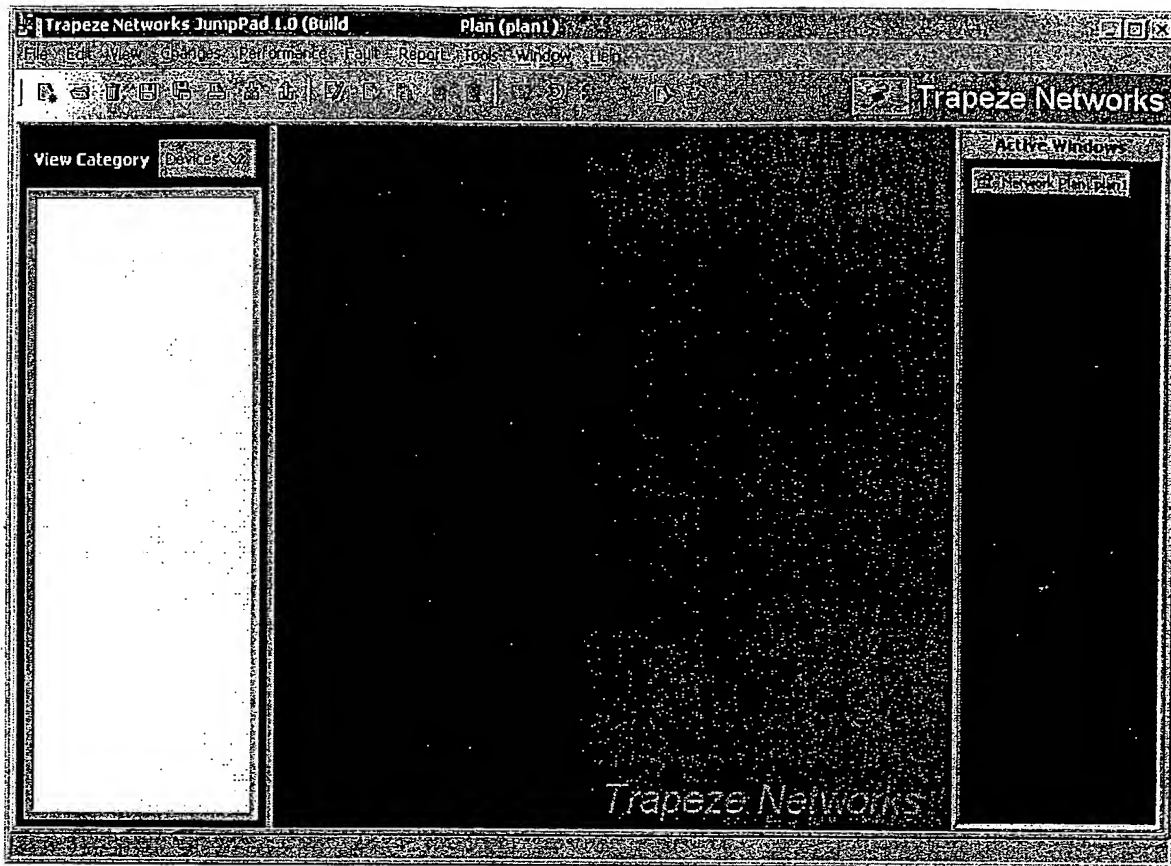 Trapeze Networks JumpPad 1.0 (Build Plan (plan1)
File Edit View Change Performance Fault Report Tools Window Help
Trapeze Networks
View Category Devices
Active Windows
Network Plan: plan1
Trapeze Networks